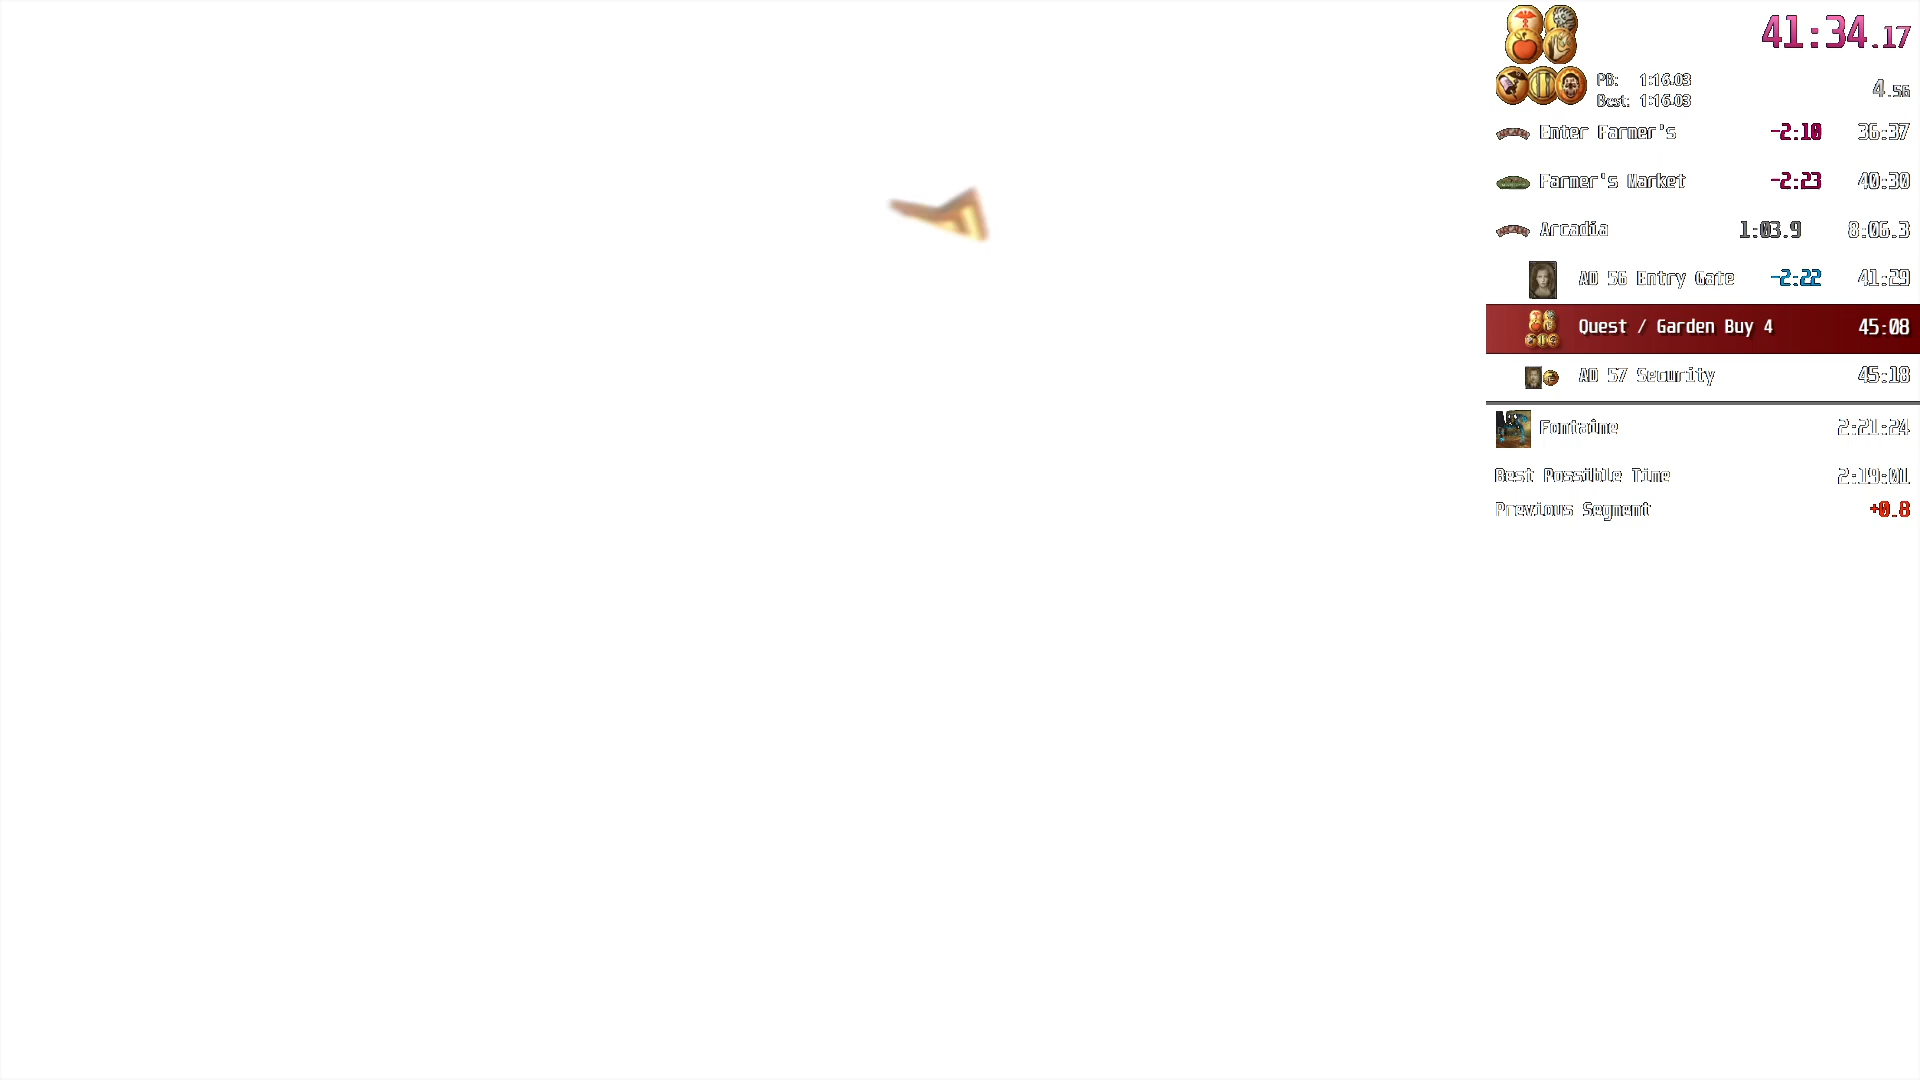 41:34.17
PB: 1:16.03
Best: 1:16.03
4.56
Enter Farmer's -2:10 36:37
Farmer's Market -2:23 40:30
Arcadia 1:03.9 8:06.3
AD 56 Entry Gate -2:22 41:29
Quest / Garden Buy 4 45:08
AD 57 Security 45:18
Fontaine 2:21:24
Best Possible Time 2:19:01
Previous Segment +0.8